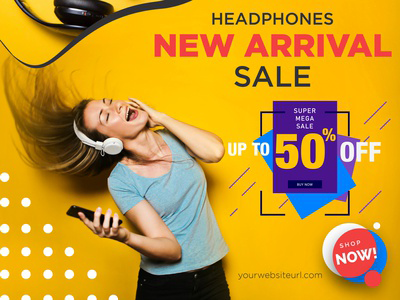 HEADPHONES
NEW ARRIVAL
SALE
SUPER
MEGA
SALE
UP TO 50% OFF
BUY NOW
SHOP
NOW!
yourwebsiteurl.com